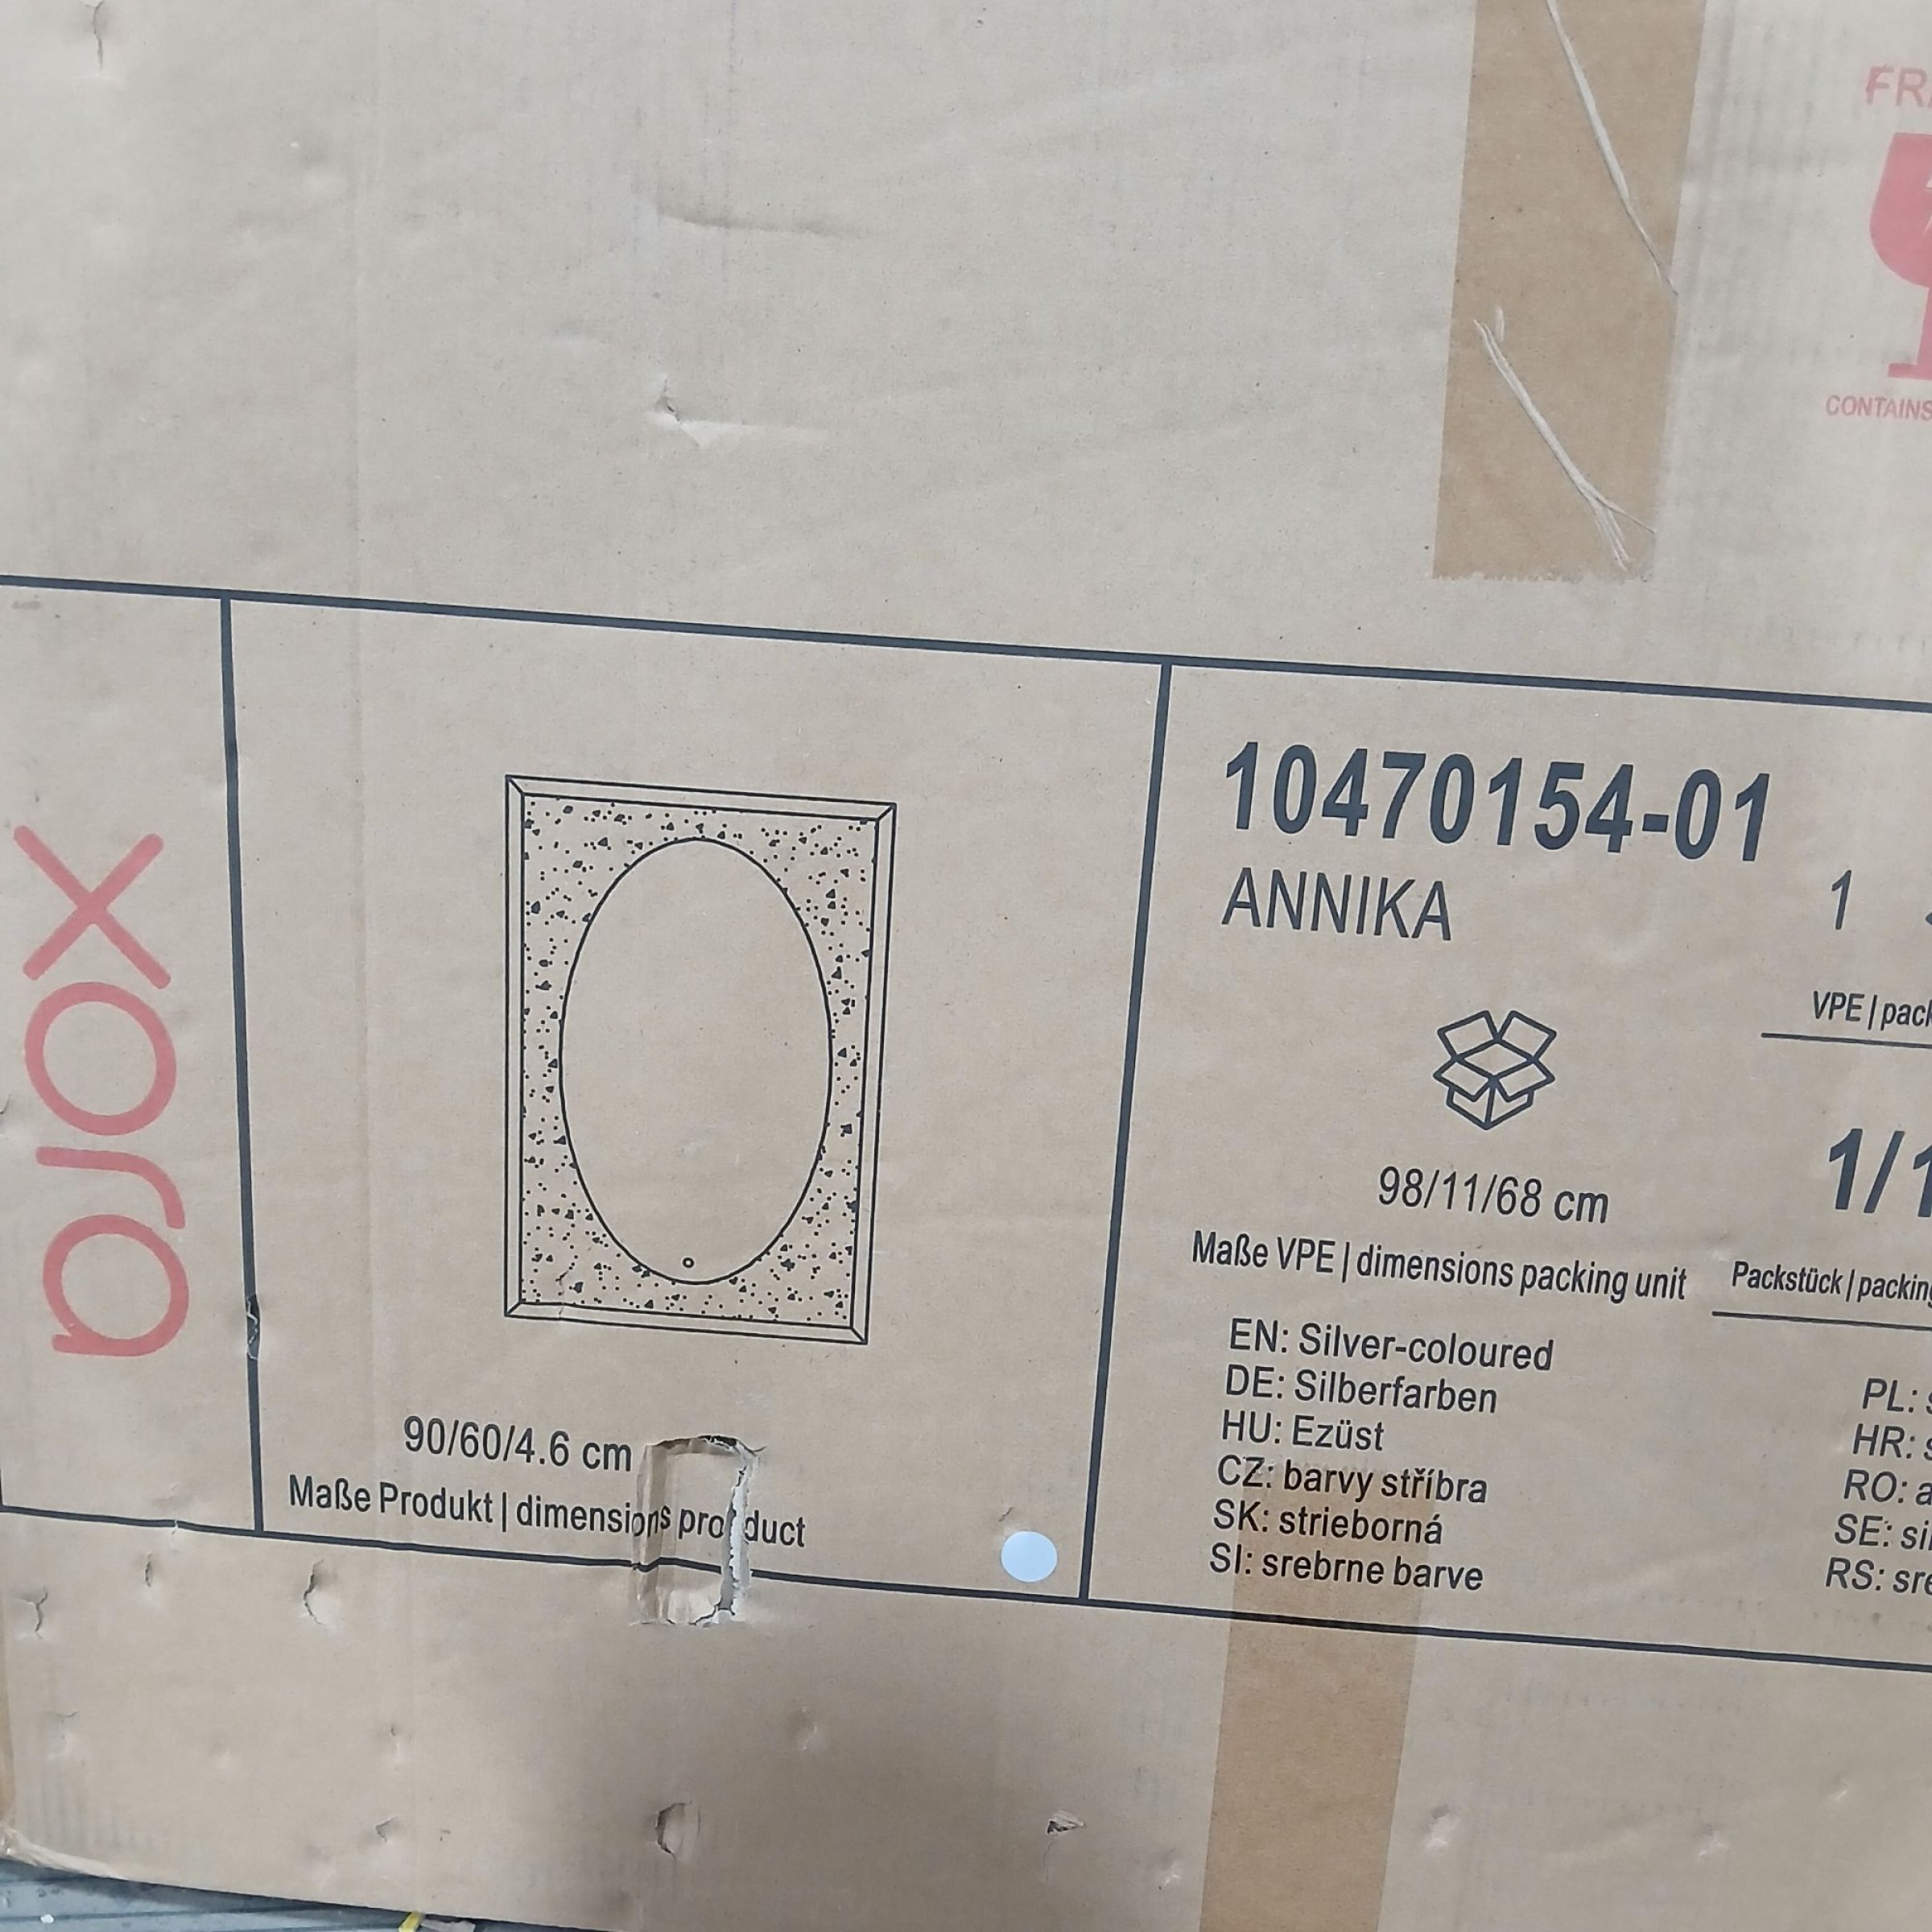 FRA
CONTAINS
xora
90/60/4.6 cm
Maße Produkt | dimensions product
10470154-01
ANNIKA
98/11/68 cm
Maße VPE | dimensions packing unit
EN: Silver-coloured
DE: Silberfarben
HU: Ezüst
CZ: barvy stříbra
SK: strieborná
SI: srebrne barve
1
VPE | pack
1/1
Packstück | packing
PL: s
HR: s
RO: a
SE: sil
RS: sre